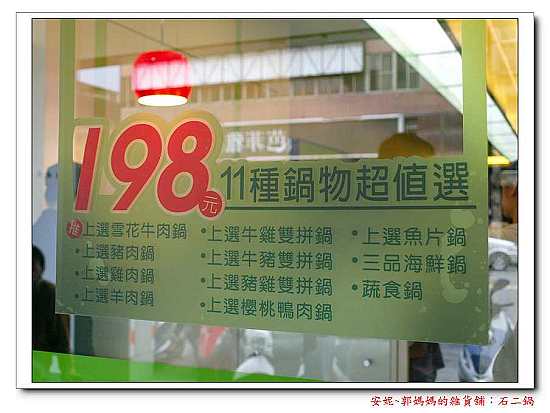 198元
11種鍋物超值選
推 上選雪花牛肉鍋
•上選豬肉鍋
•上選雞肉鍋
•上選羊肉鍋
•上選牛雞雙拼鍋
•上選牛豬雙拼鍋
•上選豬雞雙拼鍋
•上選櫻桃鴨肉鍋
•上選魚片鍋
•三品海鮮鍋
•蔬食鍋
安妮~郭媽媽的雜貨舖：石二鍋